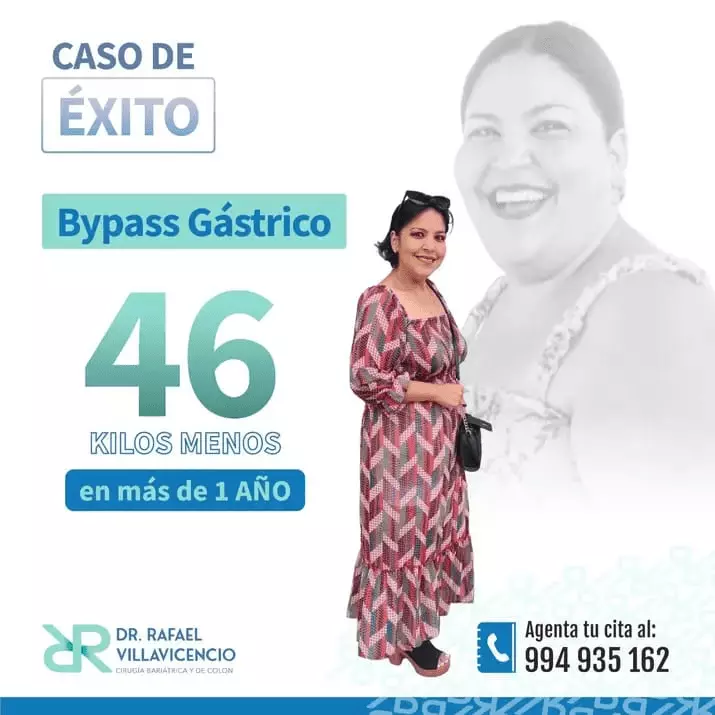 CASO DE
ÉXITO
Bypass Gástrico
46
KILOS MENOS
en más de 1 AÑO
DR. RAFAEL
VILLAVICENCIO
CIRUGÍA BARIÁTRICA Y DE COLON
Agenta tu cita al:
994 935 162